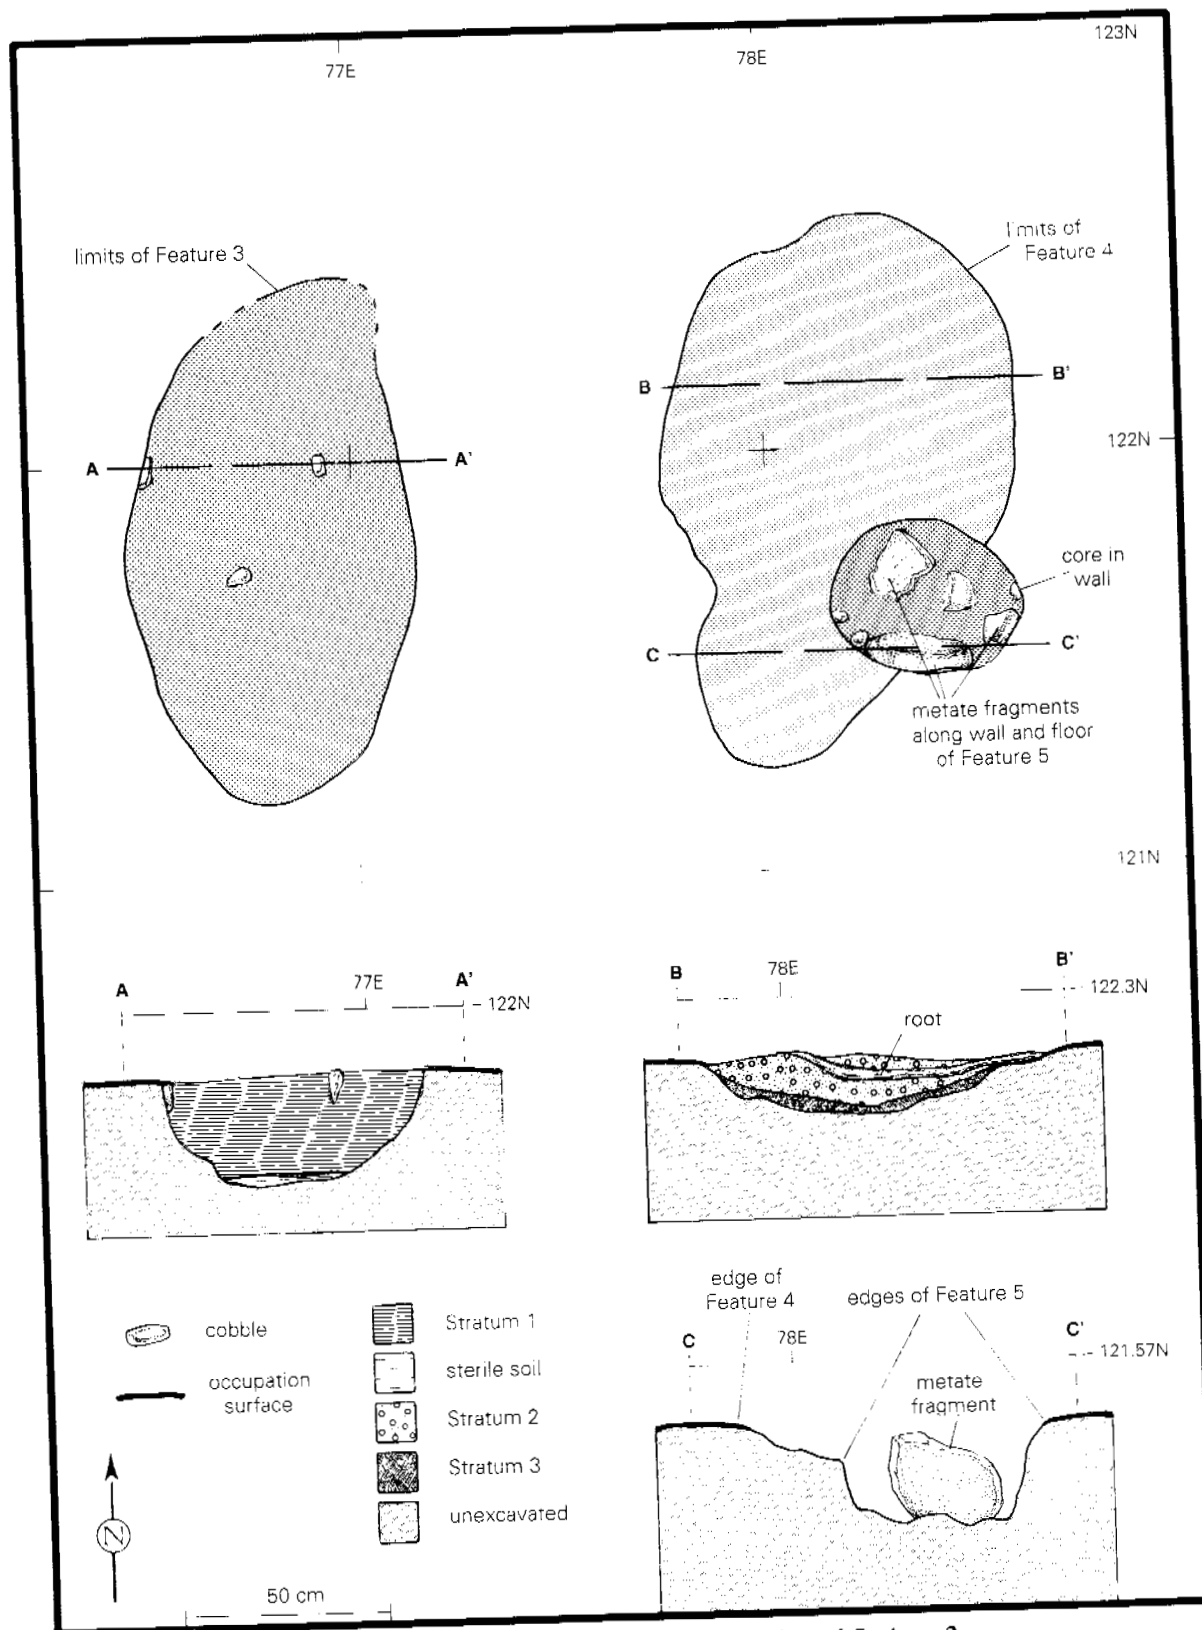 123N
77E
78E
limits of Feature 3
limits of
Feature 4
B
B'
122N
A
A'
core in
wall
C
C'
metate fragments
along wall and floor
of Feature 5
121N
A
77E
A'
122N
B
78E
B'
122.3N
root
edge of
Feature 4
edges of Feature 5
C
78E
C'
121.57N
metate
fragment
cobble
occupation
surface
Stratum 1
sterile soil
Stratum 2
Stratum 3
unexcavated
N
50 cm